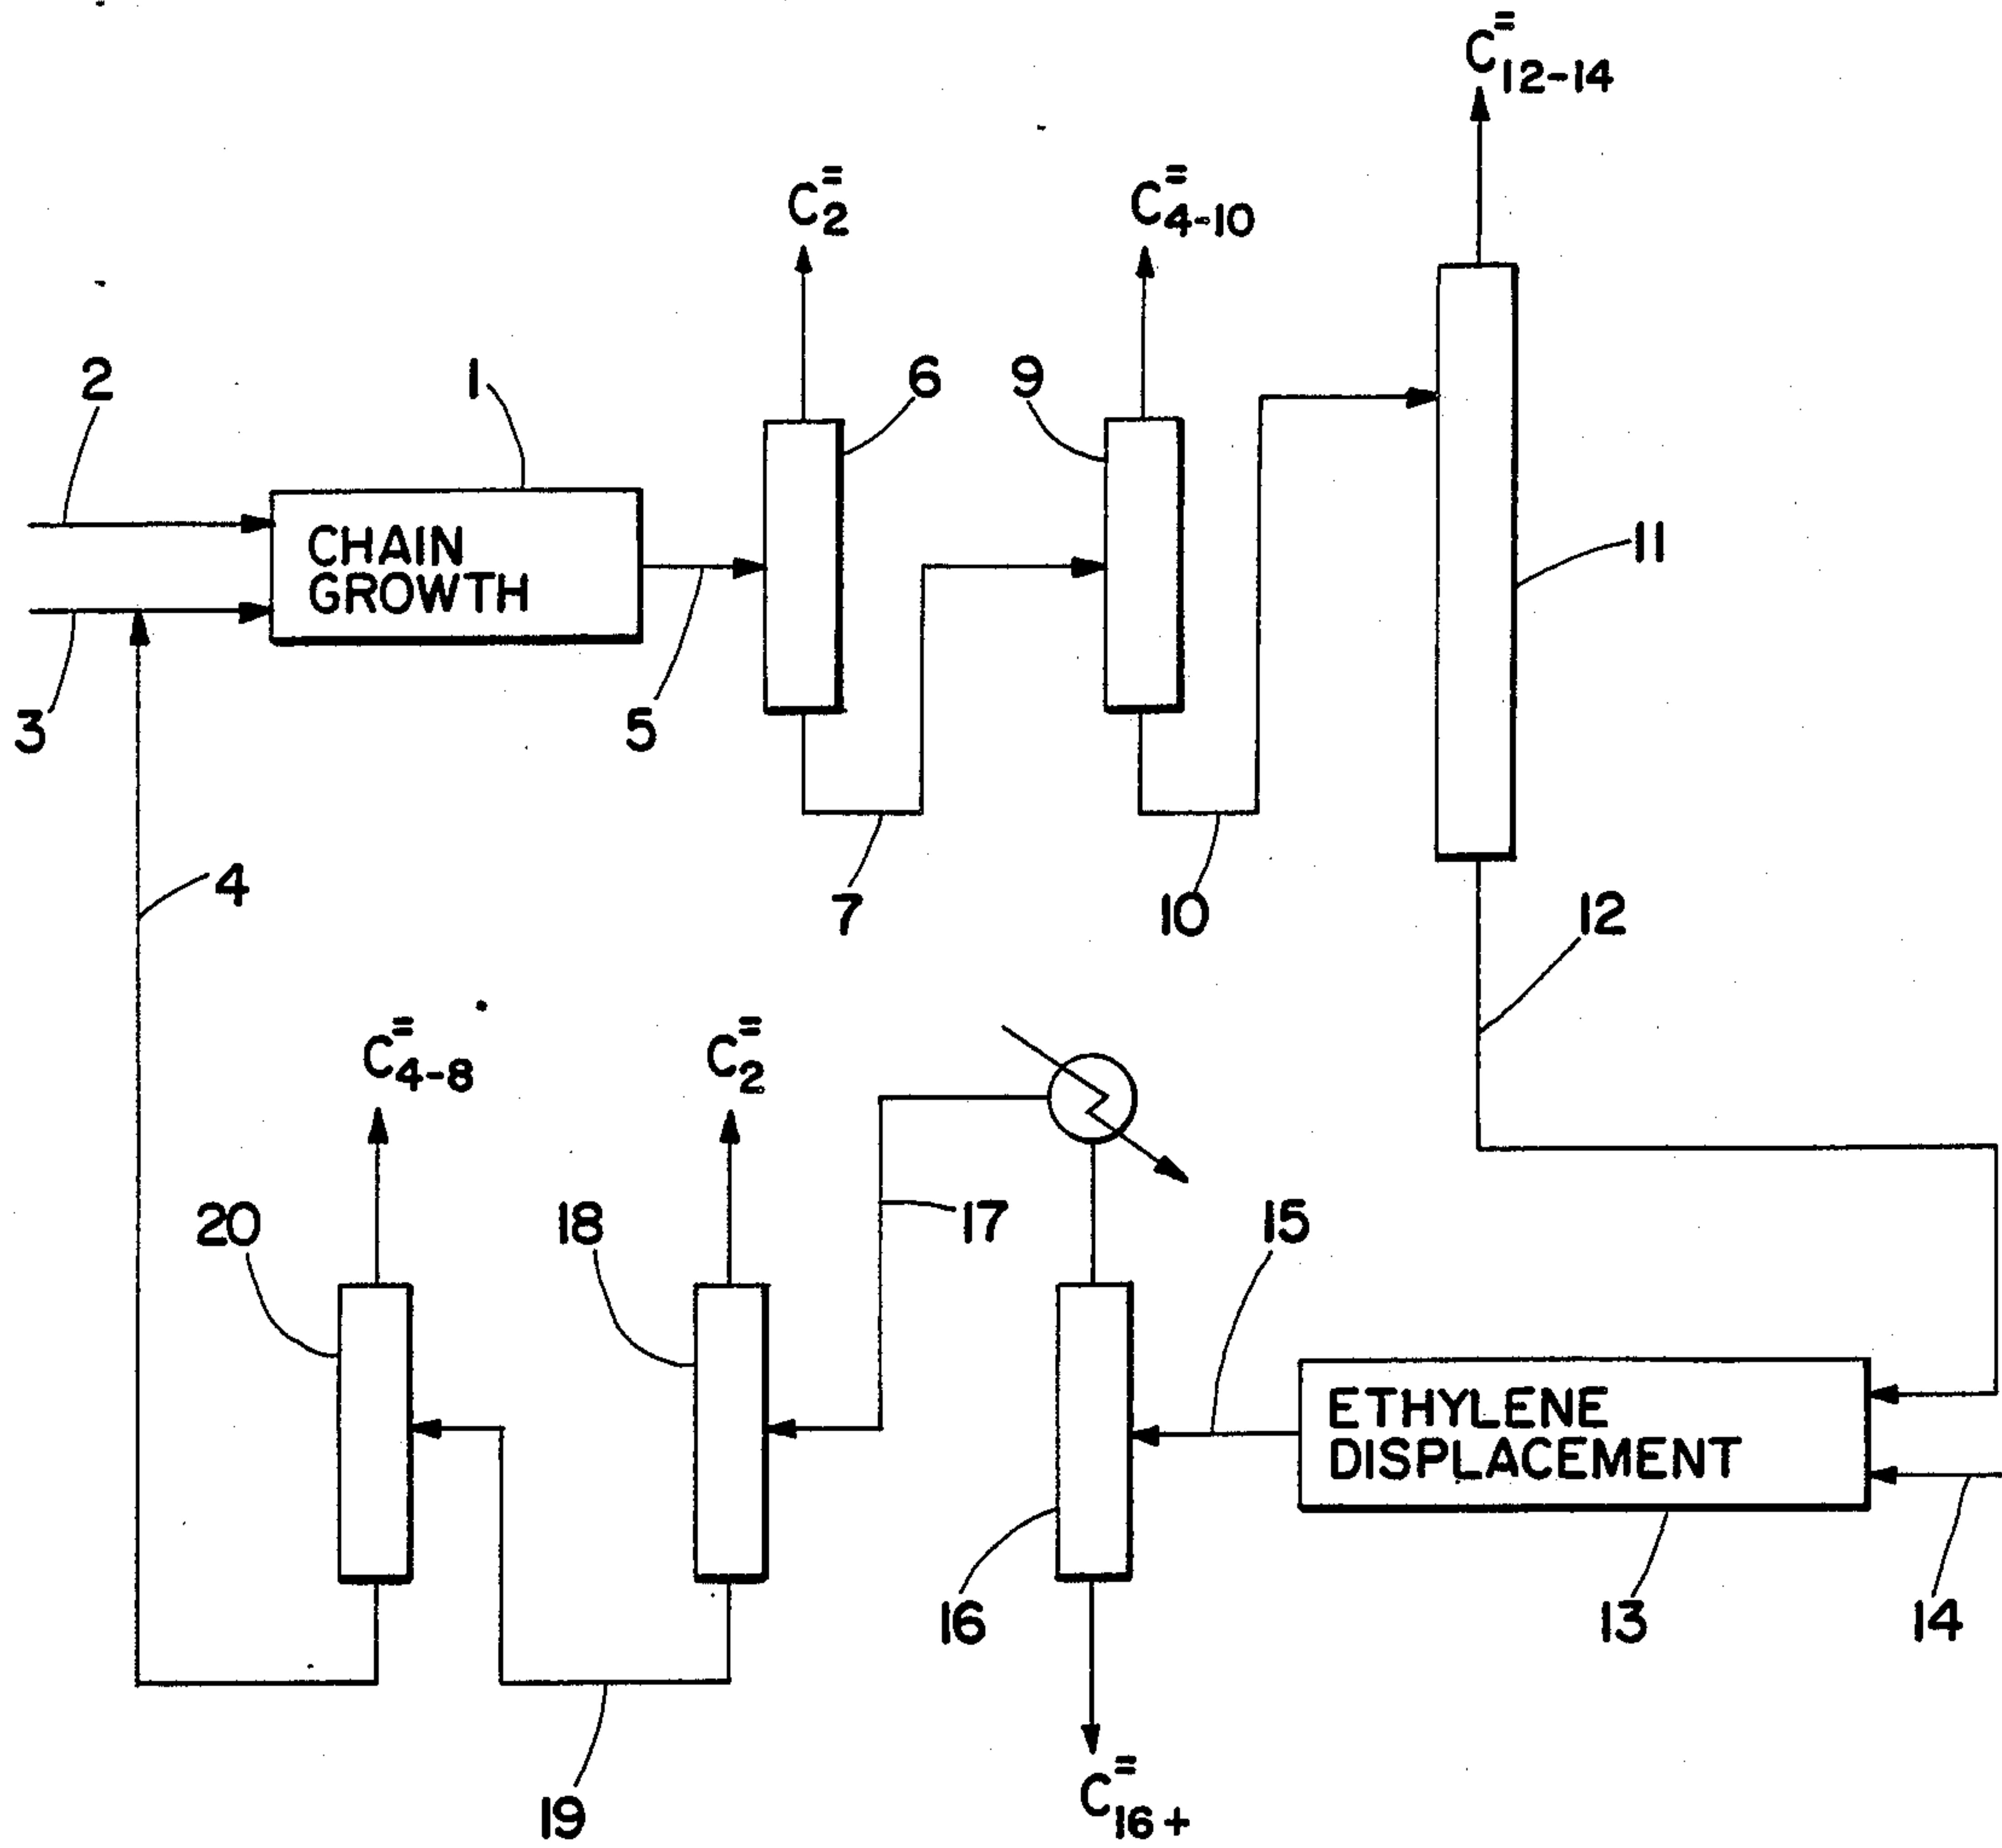 C=12-14
C=2
C=4-10
2
1
6
9
CHAIN
GROWTH
11
3
5
4
7
10
12
C=4-8
C=2
20
18
17
15
ETHYLENE
DISPLACEMENT
16
13
14
C=16+
19